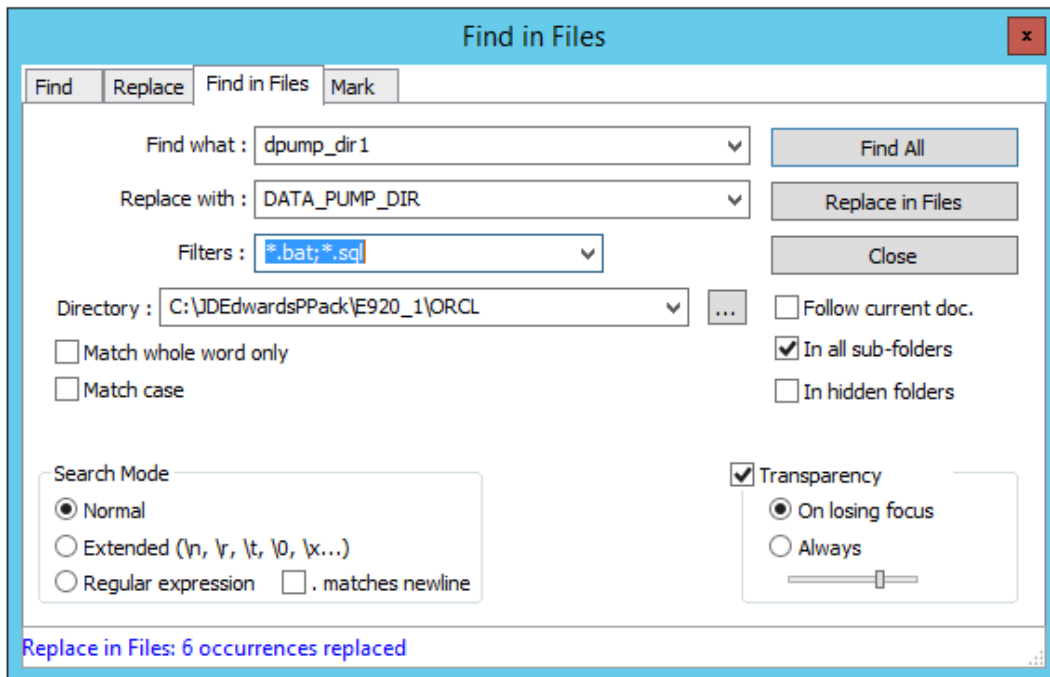 Find in Files
x
Find Replace Find in Files Mark
Find what : dpump_dir1 Find All
Replace with : DATA_PUMP_DIR Replace in Files
Filters : *.bat;*.sql Close
Directory : C:\JDEdwardsPPack\E920_1\ORCL ... Follow current doc.
Match whole word only In all sub-folders
Match case In hidden folders
Search Mode Transparency
Normal On losing focus
Extended (\n, \r, \t, \0, \x...) Always
Regular expression . matches newline
Replace in Files: 6 occurrences replaced